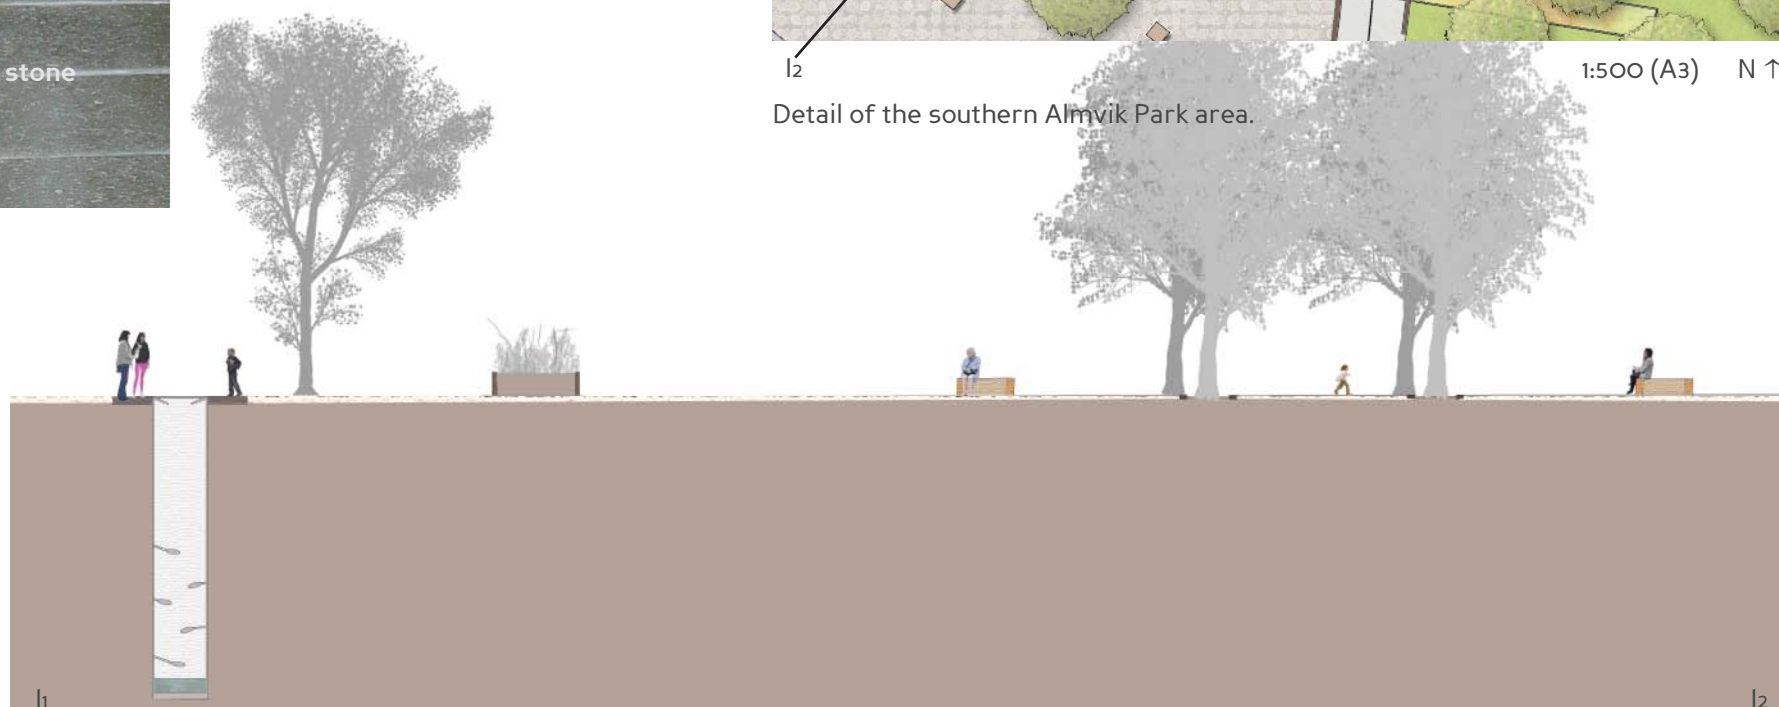 stone
I2
1:500 (A3) N ↑
Detail of the southern Almvik Park area.
I1
I2